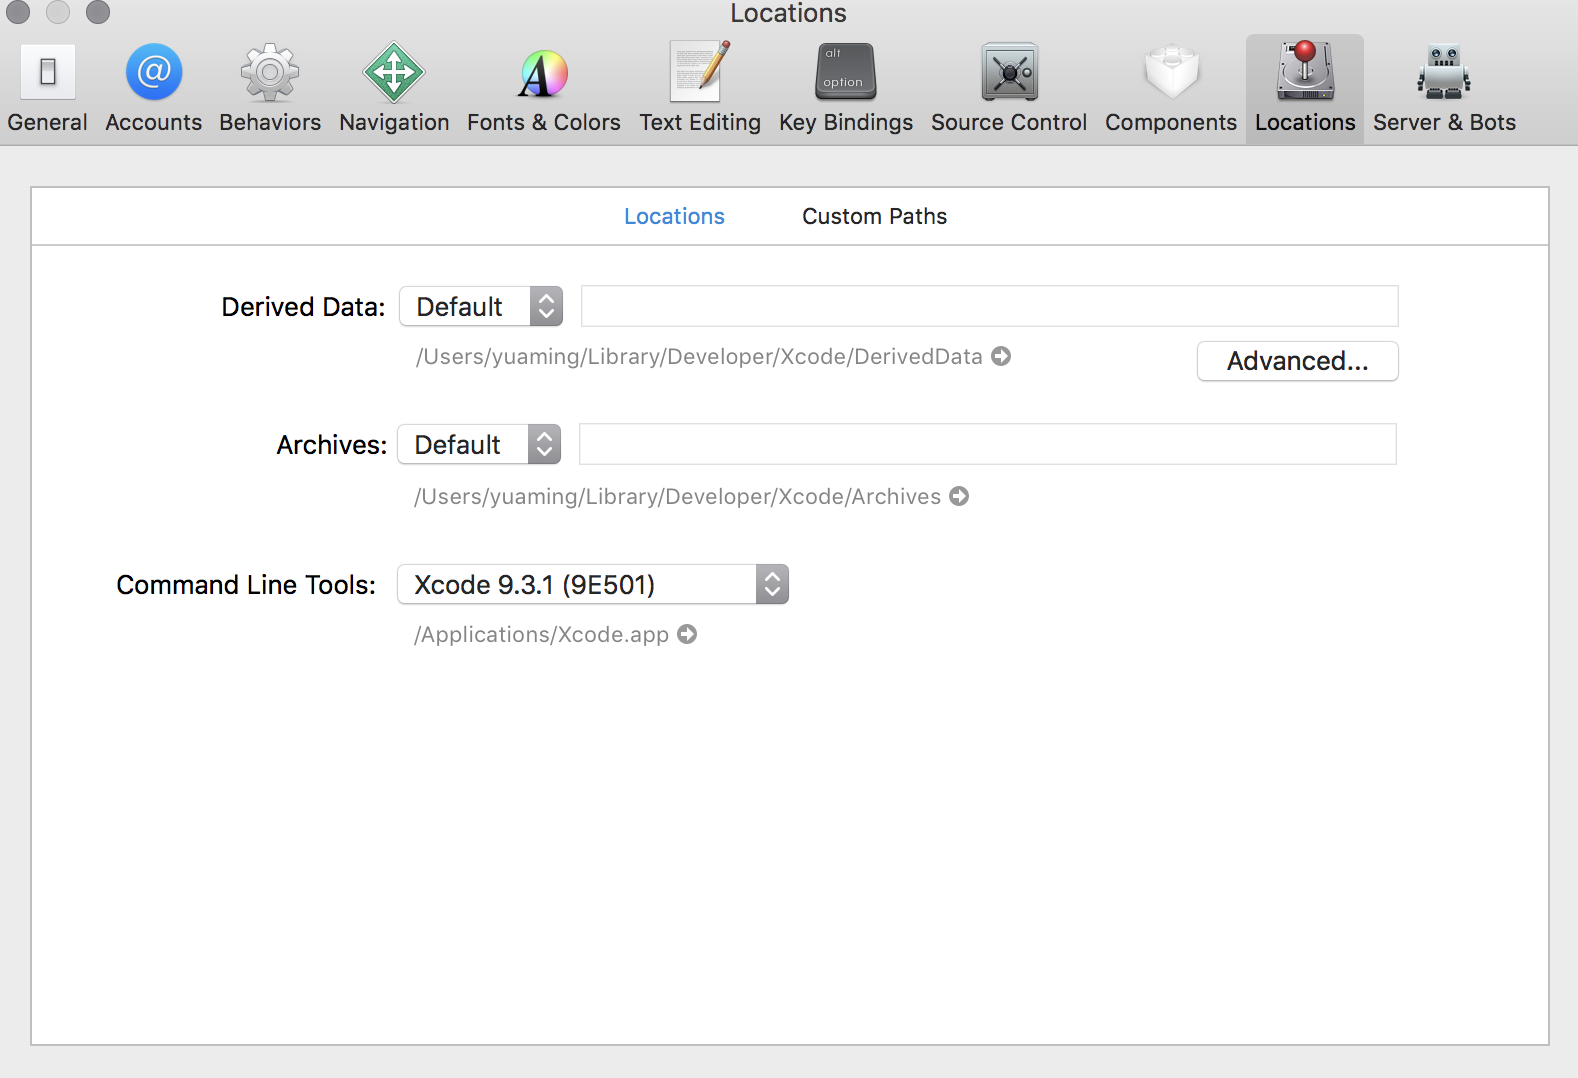 Locations
alt
option
General Accounts Behaviors Navigation Fonts & Colors Text Editing Key Bindings Source Control Components Locations Server & Bots
Locations Custom Paths
Derived Data: Default
/Users/yuaming/Library/Developer/Xcode/DerivedData
Advanced...
Archives: Default
/Users/yuaming/Library/Developer/Xcode/Archives
Command Line Tools: Xcode 9.3.1 (9E501)
/Applications/Xcode.app